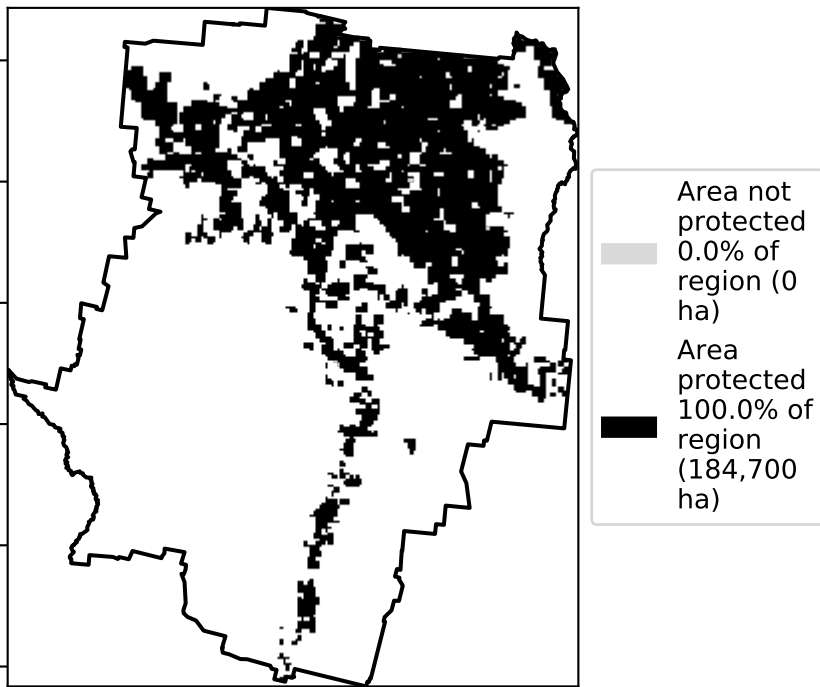 Area not
protected
0.0% of
region (0
ha)
Area
protected
100.0% of
region
(184,700
ha)